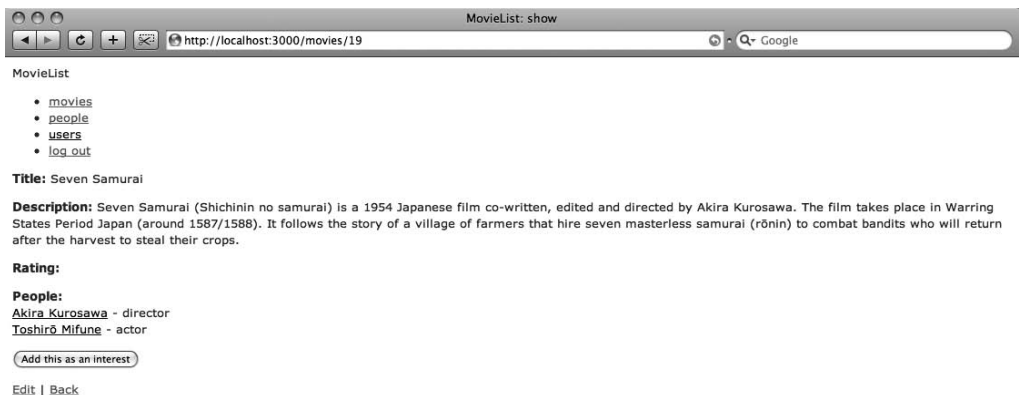 MovieList: show
http://localhost:3000/movies/19
Google
MovieList
• movies
• people
• users
• log out
Title: Seven Samurai
Description: Seven Samurai (Shichinin no samurai) is a 1954 Japanese film co-written, edited and directed by Akira Kurosawa. The film takes place in Warring
States Period Japan (around 1587/1588). It follows the story of a village of farmers that hire seven masterless samurai (rōnin) to combat bandits who will return
after the harvest to steal their crops.
Rating:
People:
Akira Kurosawa - director
Toshirō Mifune - actor
Add this as an interest
Edit | Back